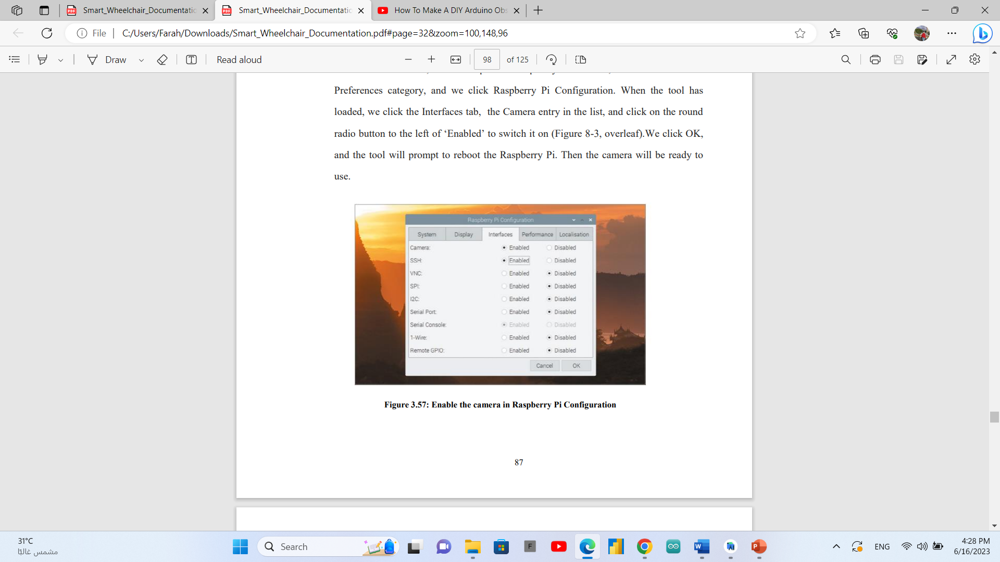 Smart_Wheelchair_Documentatic
Smart_Wheelchair_Documentatic
How To Make A DIY Arduino Obs
File
C:/Users/Farah/Downloads/Smart_Wheelchair_Documentation.pdf#page=32&zoom=100,148,96
Draw
Read aloud
98 of 125
Preferences category, and we click Raspberry Pi Configuration. When the tool has
loaded, we click the Interfaces tab, the Camera entry in the list, and click on the round
radio button to the left of ‘Enabled’ to switch it on (Figure 8-3, overleaf).We click OK,
and the tool will prompt to reboot the Raspberry Pi. Then the camera will be ready to
use.
Raspberry Pi Configuration
System Display Interfaces Performance Localisation
Camera: Enabled Disabled
SSH: Enabled Disabled
VNC: Enabled Disabled
SPI: Enabled Disabled
I2C: Enabled Disabled
Serial Port: Enabled Disabled
Serial Console: Enabled Disabled
1-Wire: Enabled Disabled
Remote GPIO: Enabled Disabled
Cancel OK
Figure 3.57: Enable the camera in Raspberry Pi Configuration
87
31°C
مشمس غالبًا
Search
ENG
4:28 PM
6/16/2023